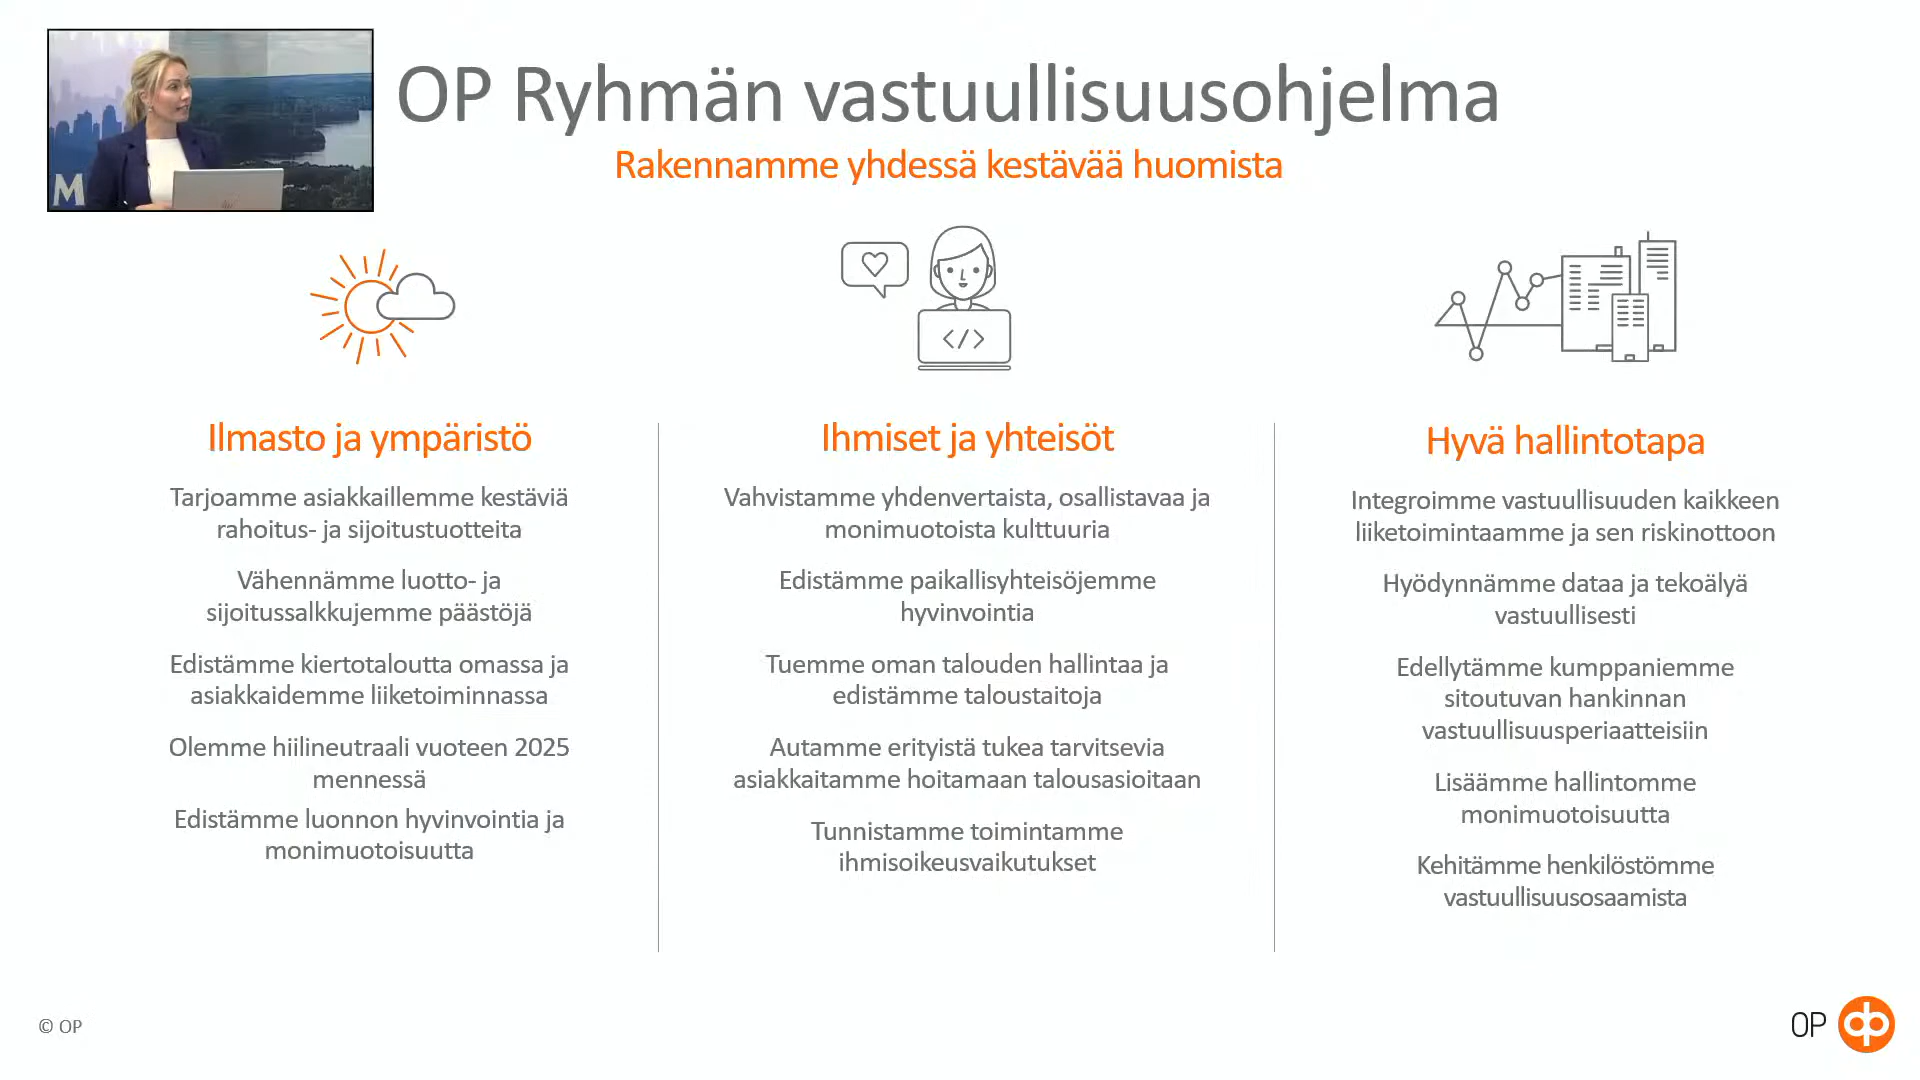 M
OP Ryhmän vastuullisuusohjelma
Rakennamme yhdessä kestävää huomista
</>
Ilmasto ja ympäristö
Tarjoamme asiakkaillemme kestäviä
rahoitus- ja sijoitustuotteita
Vähennämme luotto- ja
sijoitussalkkujemme päästöjä
Edistämme kiertotaloutta omassa ja
asiakkaidemme liiketoiminnassa
Olemme hiilineutraali vuoteen 2025
mennessä
Edistämme luonnon hyvinvointia ja
monimuotoisuutta
Ihmiset ja yhteisöt
Vahvistamme yhdenvertaista, osallistavaa ja
monimuotoista kulttuuria
Edistämme paikallisyhteisöjemme
hyvinvointia
Tuemme oman talouden hallintaa ja
edistämme taloustaitoja
Autamme erityistä tukea tarvitsevia
asiakkaitamme hoitamaan talousasioitaan
Tunnistamme toimintamme
ihmisoikeusvaikutukset
Hyvä hallintotapa
Integroimme vastuullisuuden kaikkeen
liiketoimintaamme ja sen riskinottoon
Hyödynnämme dataa ja tekoälyä
vastuullisesti
Edellytämme kumppaniemme
sitoutuvan hankinnan
vastuullisuusperiaatteisiin
Lisäämme hallintomme
monimuotoisuutta
Kehitämme henkilöstömme
vastuullisuusosaamista
© OP
OP